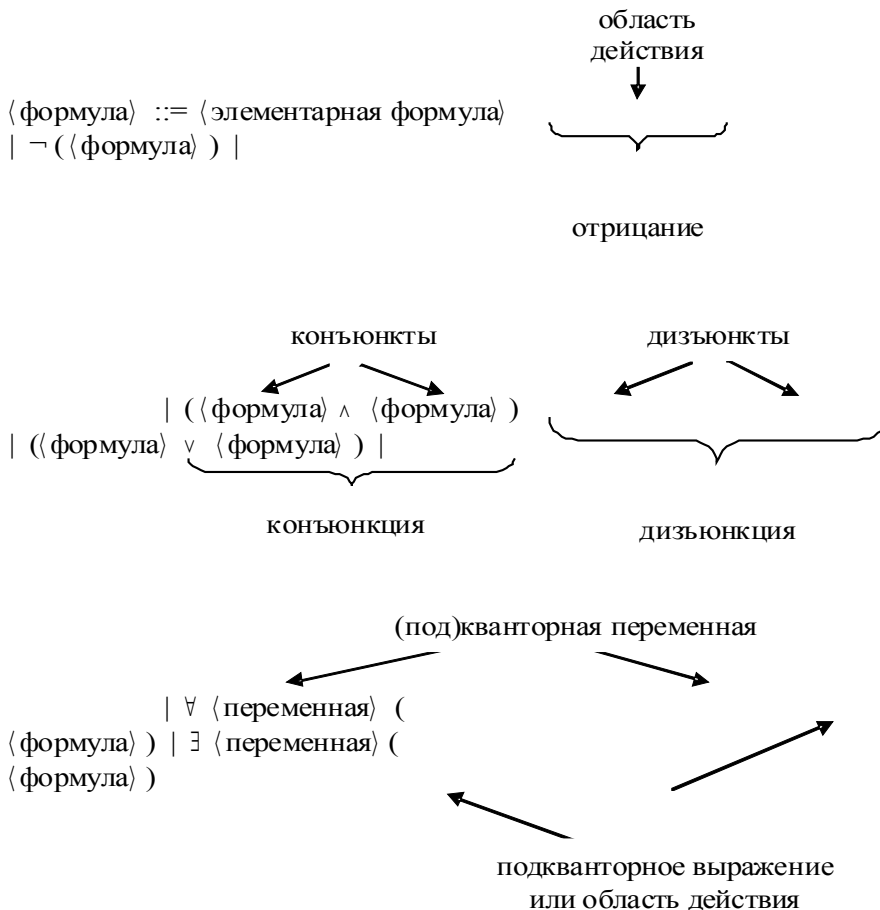 область
действия
⟨формула⟩ ::= ⟨элементарная формула⟩
| ¬ (⟨формула⟩ ) |
отрицание
конъюнкты дизъюнкты
| (⟨формула⟩ ∧ ⟨формула⟩ )
| (⟨формула⟩ ∨ ⟨формула⟩ ) |
конъюнкция дизъюнкция
(под)кванторная переменная
| ∀ ⟨переменная⟩ (
⟨формула⟩ ) | ∃ ⟨переменная⟩ (
⟨формула⟩ )
подкванторное выражение
или область действия